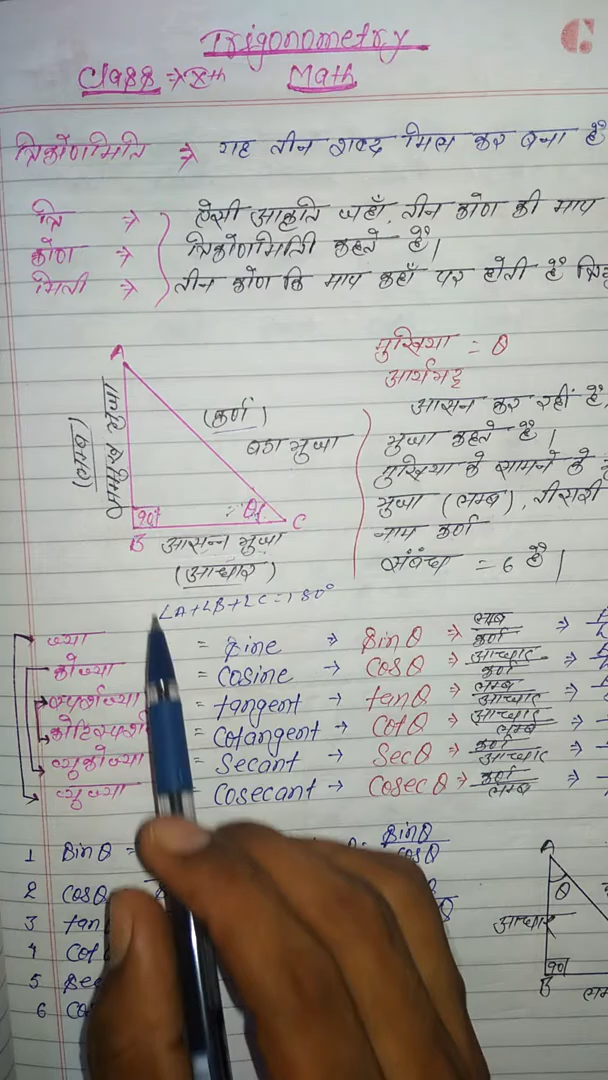 Trigonometry
Class → Xth Math
त्रिकोणमिति ⇒ यह तीन शब्द मिल कर बना है
त्रि → ऐसी आकृति जहाँ, तीन कोण की माप
कोण → त्रिकोणमिती कहते है।
मिती → तीन कोण कि माप कहाँ पर होती है
मुखिया = θ
आर्यभट्ट
A
(कर्ण)
बड़ा भुजा
(लम्ब)
सामने
90°
θ
B
C
आसन्न भुजा
(आधार)
आसन कर रहीं है,
भुजा कहते है।
मुखिया के सामने के
भुजा (लम्ब), तीसरी
नाम कर्ण
संबंध = 6 है।
∠A+∠B+∠C=180°
ज्या = Sine → Sinθ ⇒ लम्ब/कर्ण ⇒
कोज्या = Cosine → Cosθ ⇒ आधार/कर्ण ⇒
स्पर्शज्या = tangent → tanθ ⇒ लम्ब/आधार ⇒
कोटिस्पर्श = Cotangent → Cotθ ⇒ आधार/लम्ब ⇒
व्युकोज्या = Secant → Secθ ⇒ कर्ण/आधार ⇒
व्युज्या = Cosecant → Cosecθ ⇒ कर्ण/लम्ब ⇒
1 Sinθ = Sinθ/Cosθ
2 Cosθ
3 tan
4 Cot
5 Sec
6 Co
A
θ
आधार
90°
B
लम्